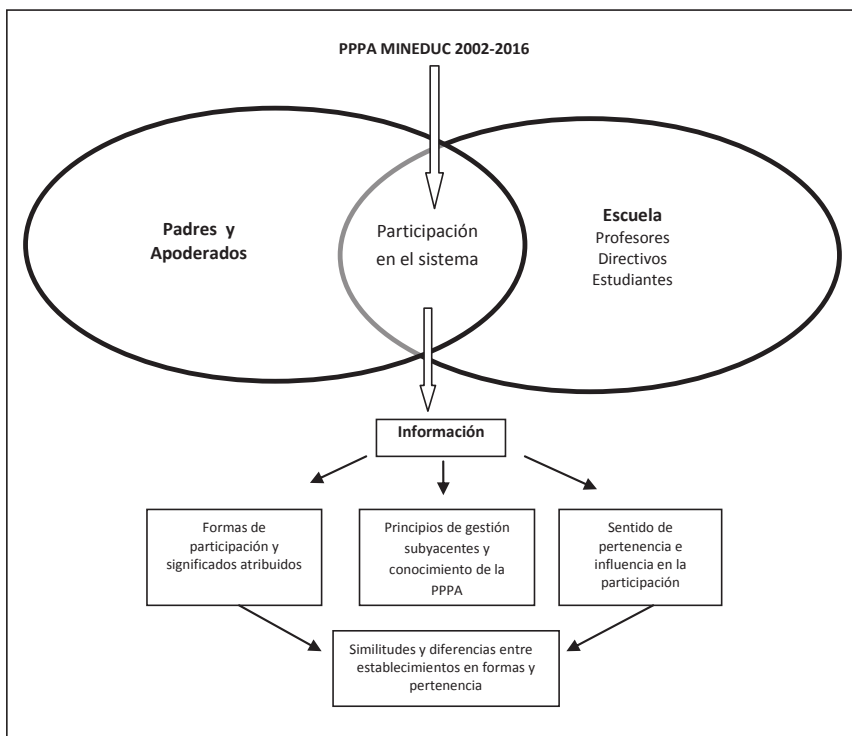 PPPA MINEDUC 2002-2016
Padres y
Apoderados
Participación
en el sistema
Escuela
Profesores
Directivos
Estudiantes
Información
Formas de
participación y
significados atribuidos
Principios de gestión
subyacentes y
conocimiento de la
PPPA
Sentido de
pertenencia e
influencia en la
participación
Similitudes y diferencias entre
establecimientos en formas y
pertenencia